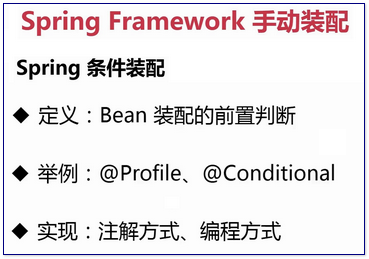 Spring Framework 手动装配
Spring 条件装配
◆ 定义：Bean 装配的前置判断
◆ 举例：@Profile、@Conditional
◆ 实现：注解方式、编程方式